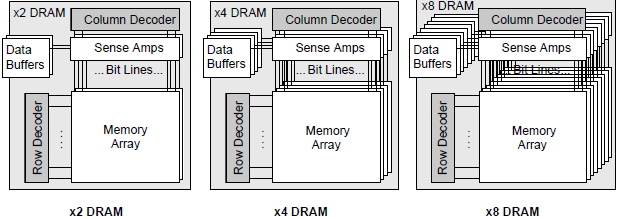 x2 DRAM
Column Decoder
Data
Buffers
Sense Amps
...Bit Lines...
Row Decoder
....
Memory
Array
x2 DRAM
x4 DRAM
Column Decoder
Data
Buffers
Sense Amps
...Bit Lines...
Row Decoder
....
Memory
Array
x4 DRAM
x8 DRAM
Column Decoder
Data
Buffers
Sense Amps
...Bit Lines...
Row Decoder
....
Memory
Array
x8 DRAM